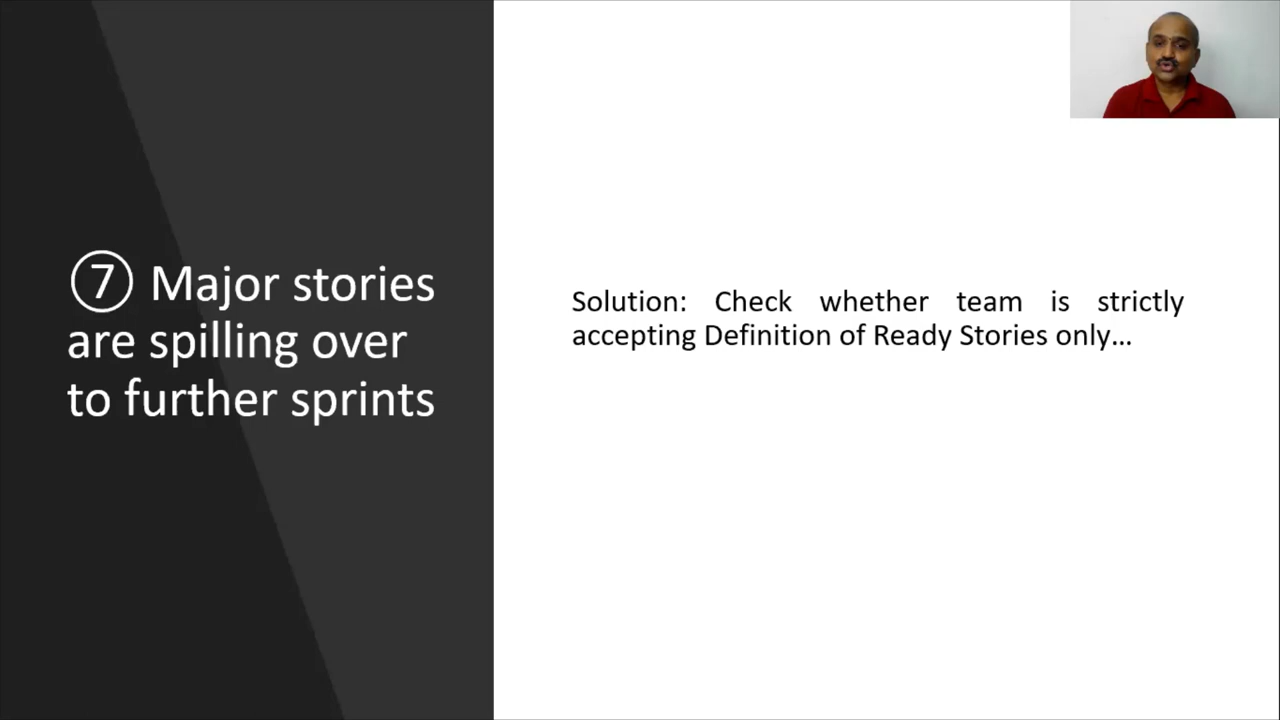 ⑦ Major stories
are spilling over
to further sprints
Solution: Check whether team is strictly
accepting Definition of Ready Stories only...